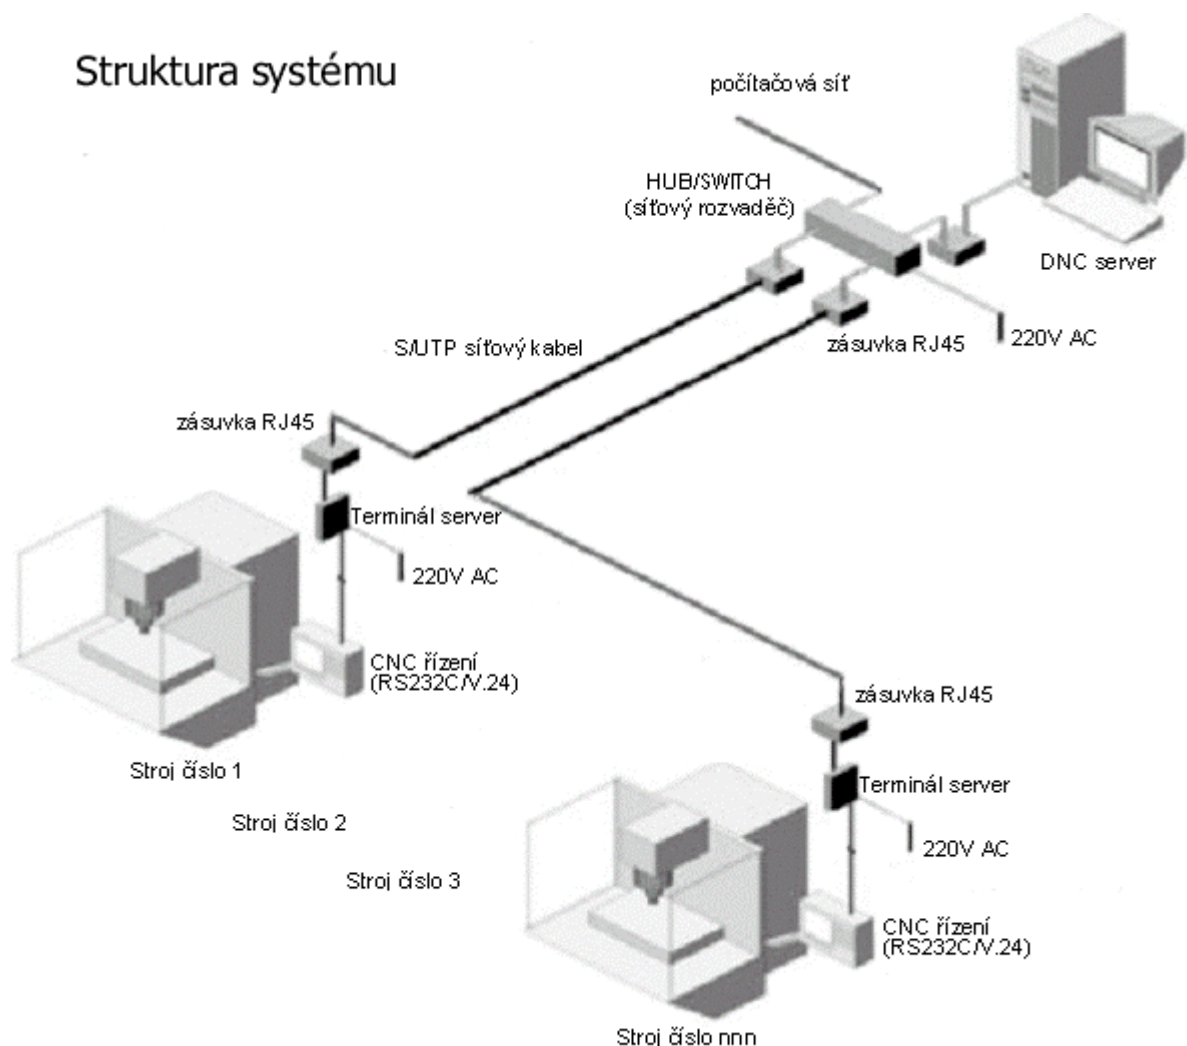 Struktura systému
počítačová síť
HUB/SWITCH
(síťový rozvaděč)
DNC server
S/UTP síťový kabel
zásuvka RJ45
220V AC
zásuvka RJ45
Terminál server
220V AC
CNC řízení
(RS232C/V.24)
zásuvka RJ45
Stroj číslo 1
Terminál server
Stroj číslo 2
220V AC
Stroj číslo 3
CNC řízení
(RS232C/V.24)
Stroj číslo nnn